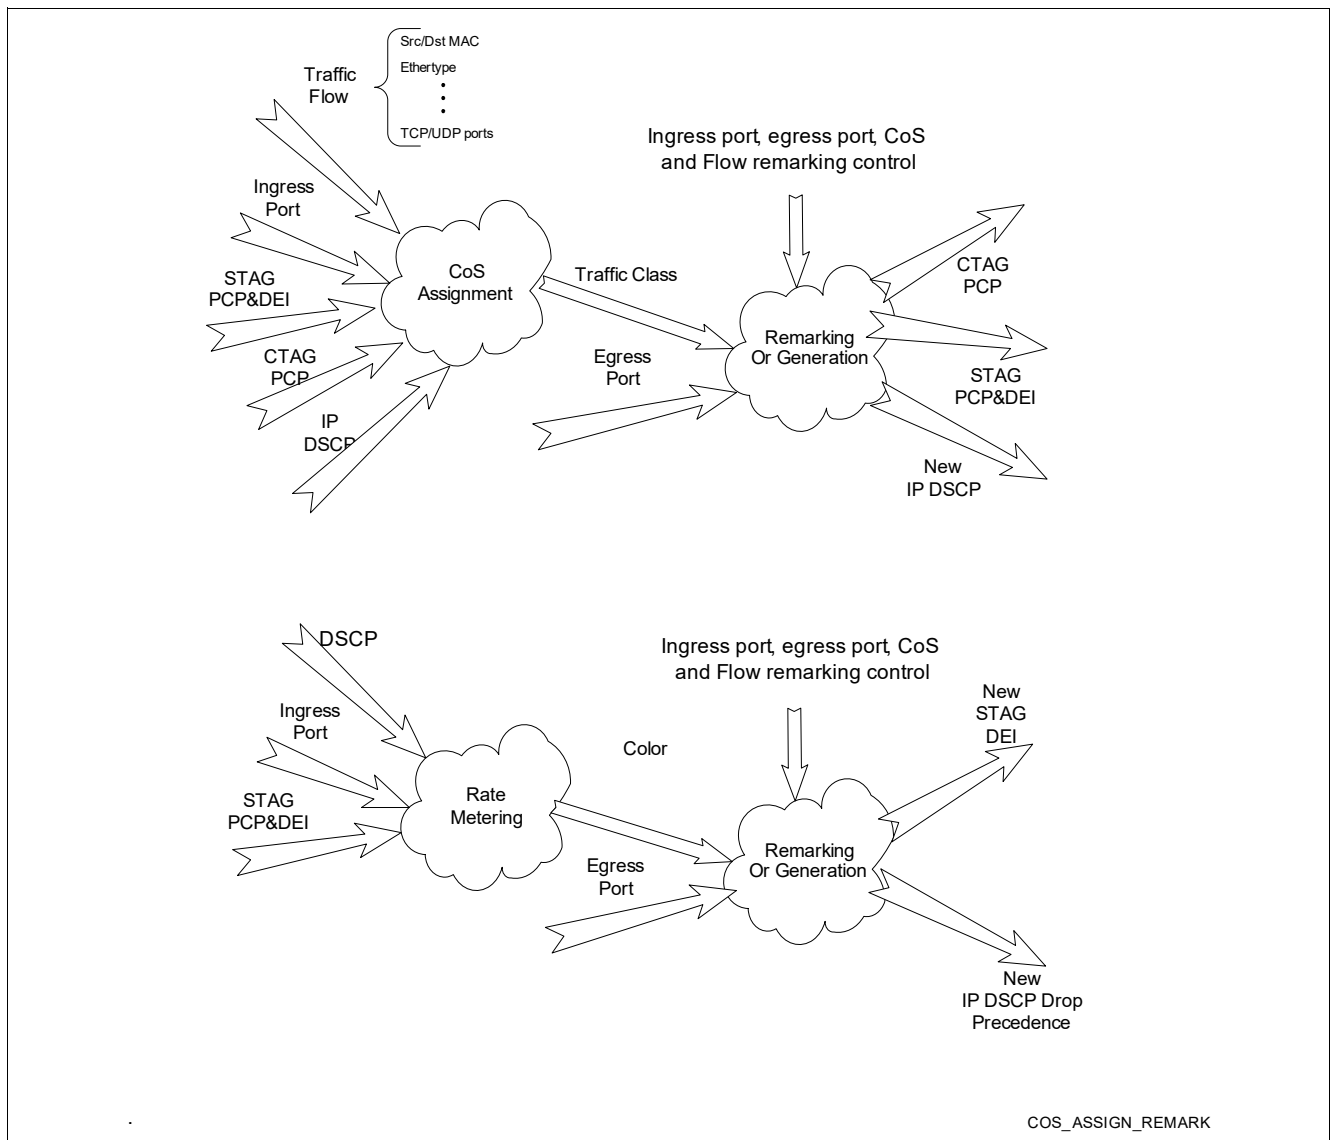 Src/Dst MAC
Ethertype
Traffic
Flow
TCP/UDP ports
Ingress port, egress port, CoS
and Flow remarking control
Ingress
Port
CoS
Assignment
Traffic Class
STAG
PCP&DEI
CTAG
PCP
IP
DSCP
Egress
Port
Remarking
Or Generation
CTAG
PCP
STAG
PCP&DEI
New
IP DSCP
DSCP
Ingress
Port
STAG
PCP&DEI
Rate
Metering
Color
Ingress port, egress port, CoS
and Flow remarking control
Egress
Port
Remarking
Or Generation
New
STAG
DEI
New
IP DSCP Drop
Precedence
.
COS_ASSIGN_REMARK